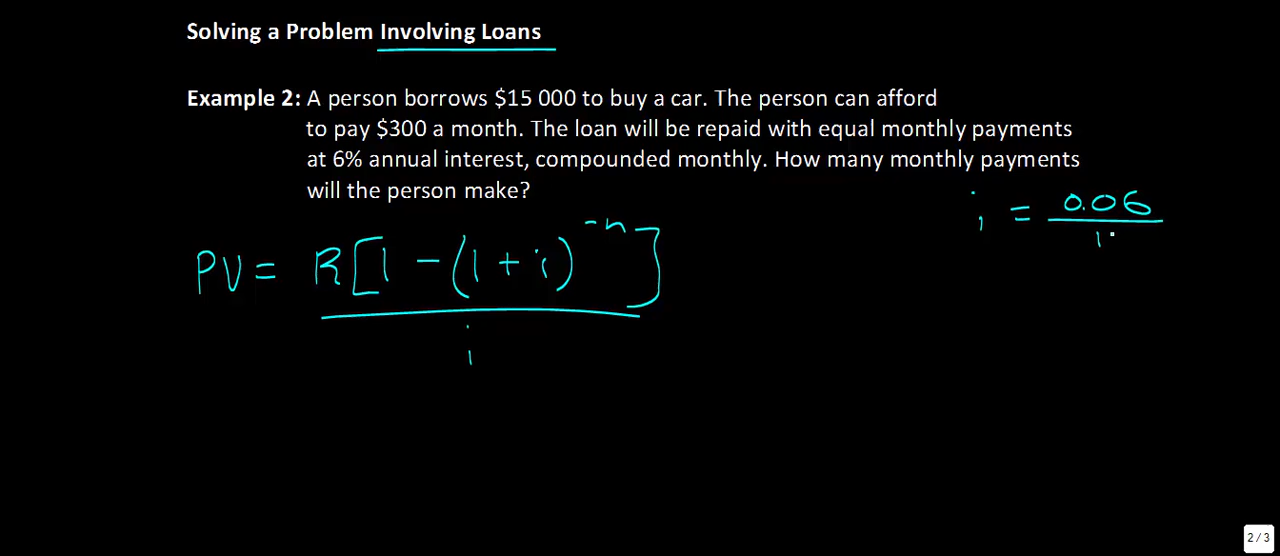 Solving a Problem Involving Loans
Example 2: A person borrows $15 000 to buy a car. The person can afford
to pay $300 a month. The loan will be repaid with equal monthly payments
at 6% annual interest, compounded monthly. How many monthly payments
will the person make?
i = 0.06 / 1
PV = R[1 - (1 + i)^-n] / i
2 / 3